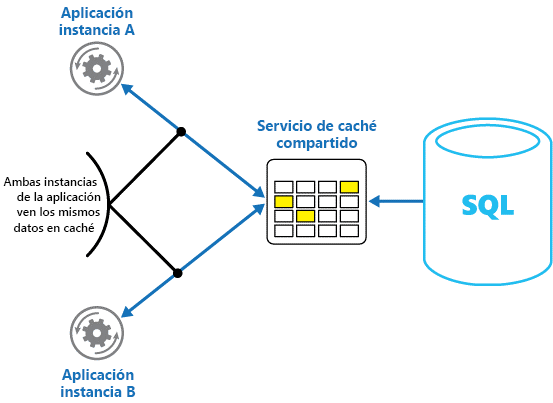 Aplicación
instancia A
Servicio de caché
compartido
Ambas instancias
de la aplicación
ven los mismos
datos en caché
SQL
Aplicación
instancia B